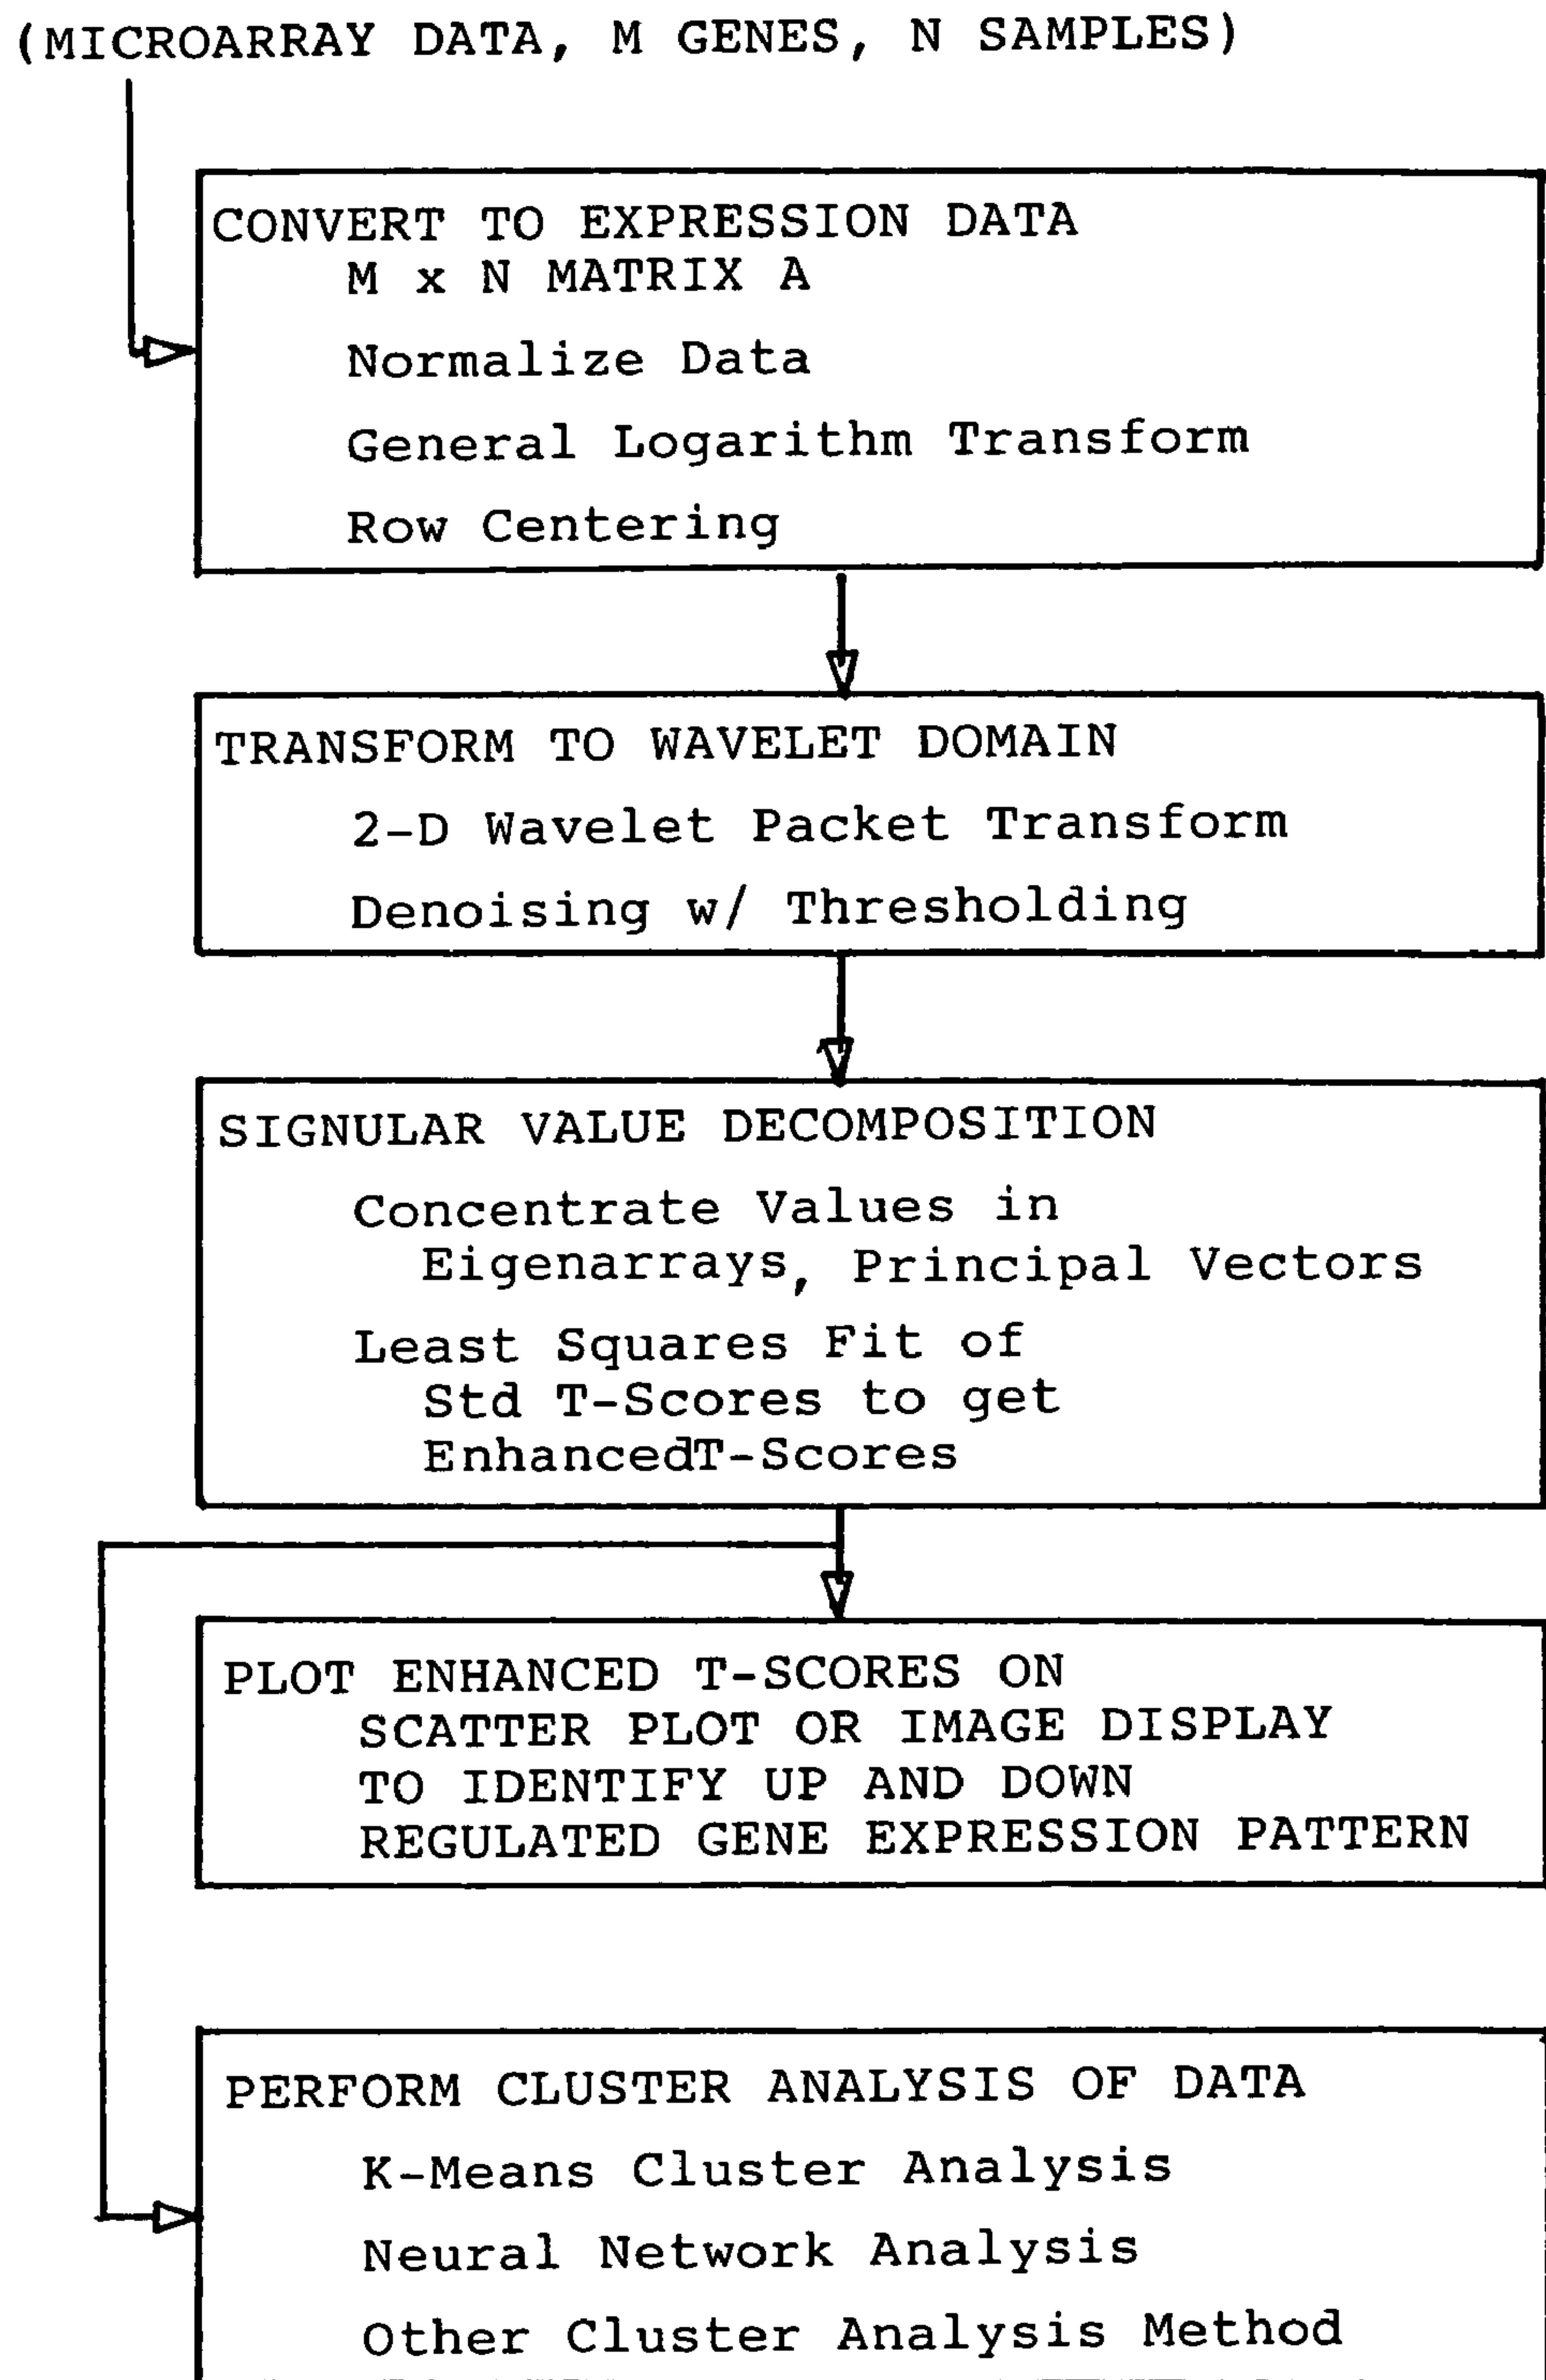 (MICROARRAY DATA, M GENES, N SAMPLES)
CONVERT TO EXPRESSION DATA
M x N MATRIX A
Normalize Data
General Logarithm Transform
Row Centering
TRANSFORM TO WAVELET DOMAIN
2-D Wavelet Packet Transform
Denoising w/ Thresholding
SIGNULAR VALUE DECOMPOSITION
Concentrate Values in
Eigenarrays, Principal Vectors
Least Squares Fit of
Std T-Scores to get
EnhancedT-Scores
PLOT ENHANCED T-SCORES ON
SCATTER PLOT OR IMAGE DISPLAY
TO IDENTIFY UP AND DOWN
REGULATED GENE EXPRESSION PATTERN
PERFORM CLUSTER ANALYSIS OF DATA
K-Means Cluster Analysis
Neural Network Analysis
Other Cluster Analysis Method